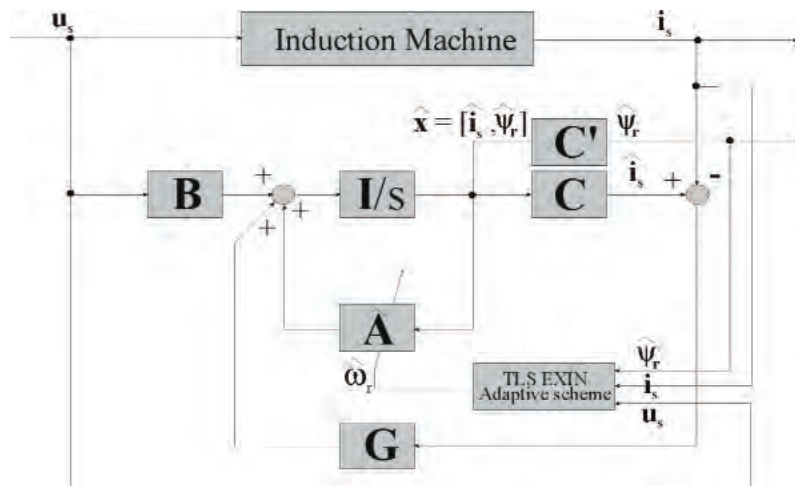 u_s
Induction Machine
i_s
x̂ = [î_s, ψ̂_r]
C'
ψ̂_r
î_s
B
+
+
+
I/s
C
+
-
A
ω̂_r
TLS EXIN
Adaptive scheme
ψ̂_r
i_s
u_s
G